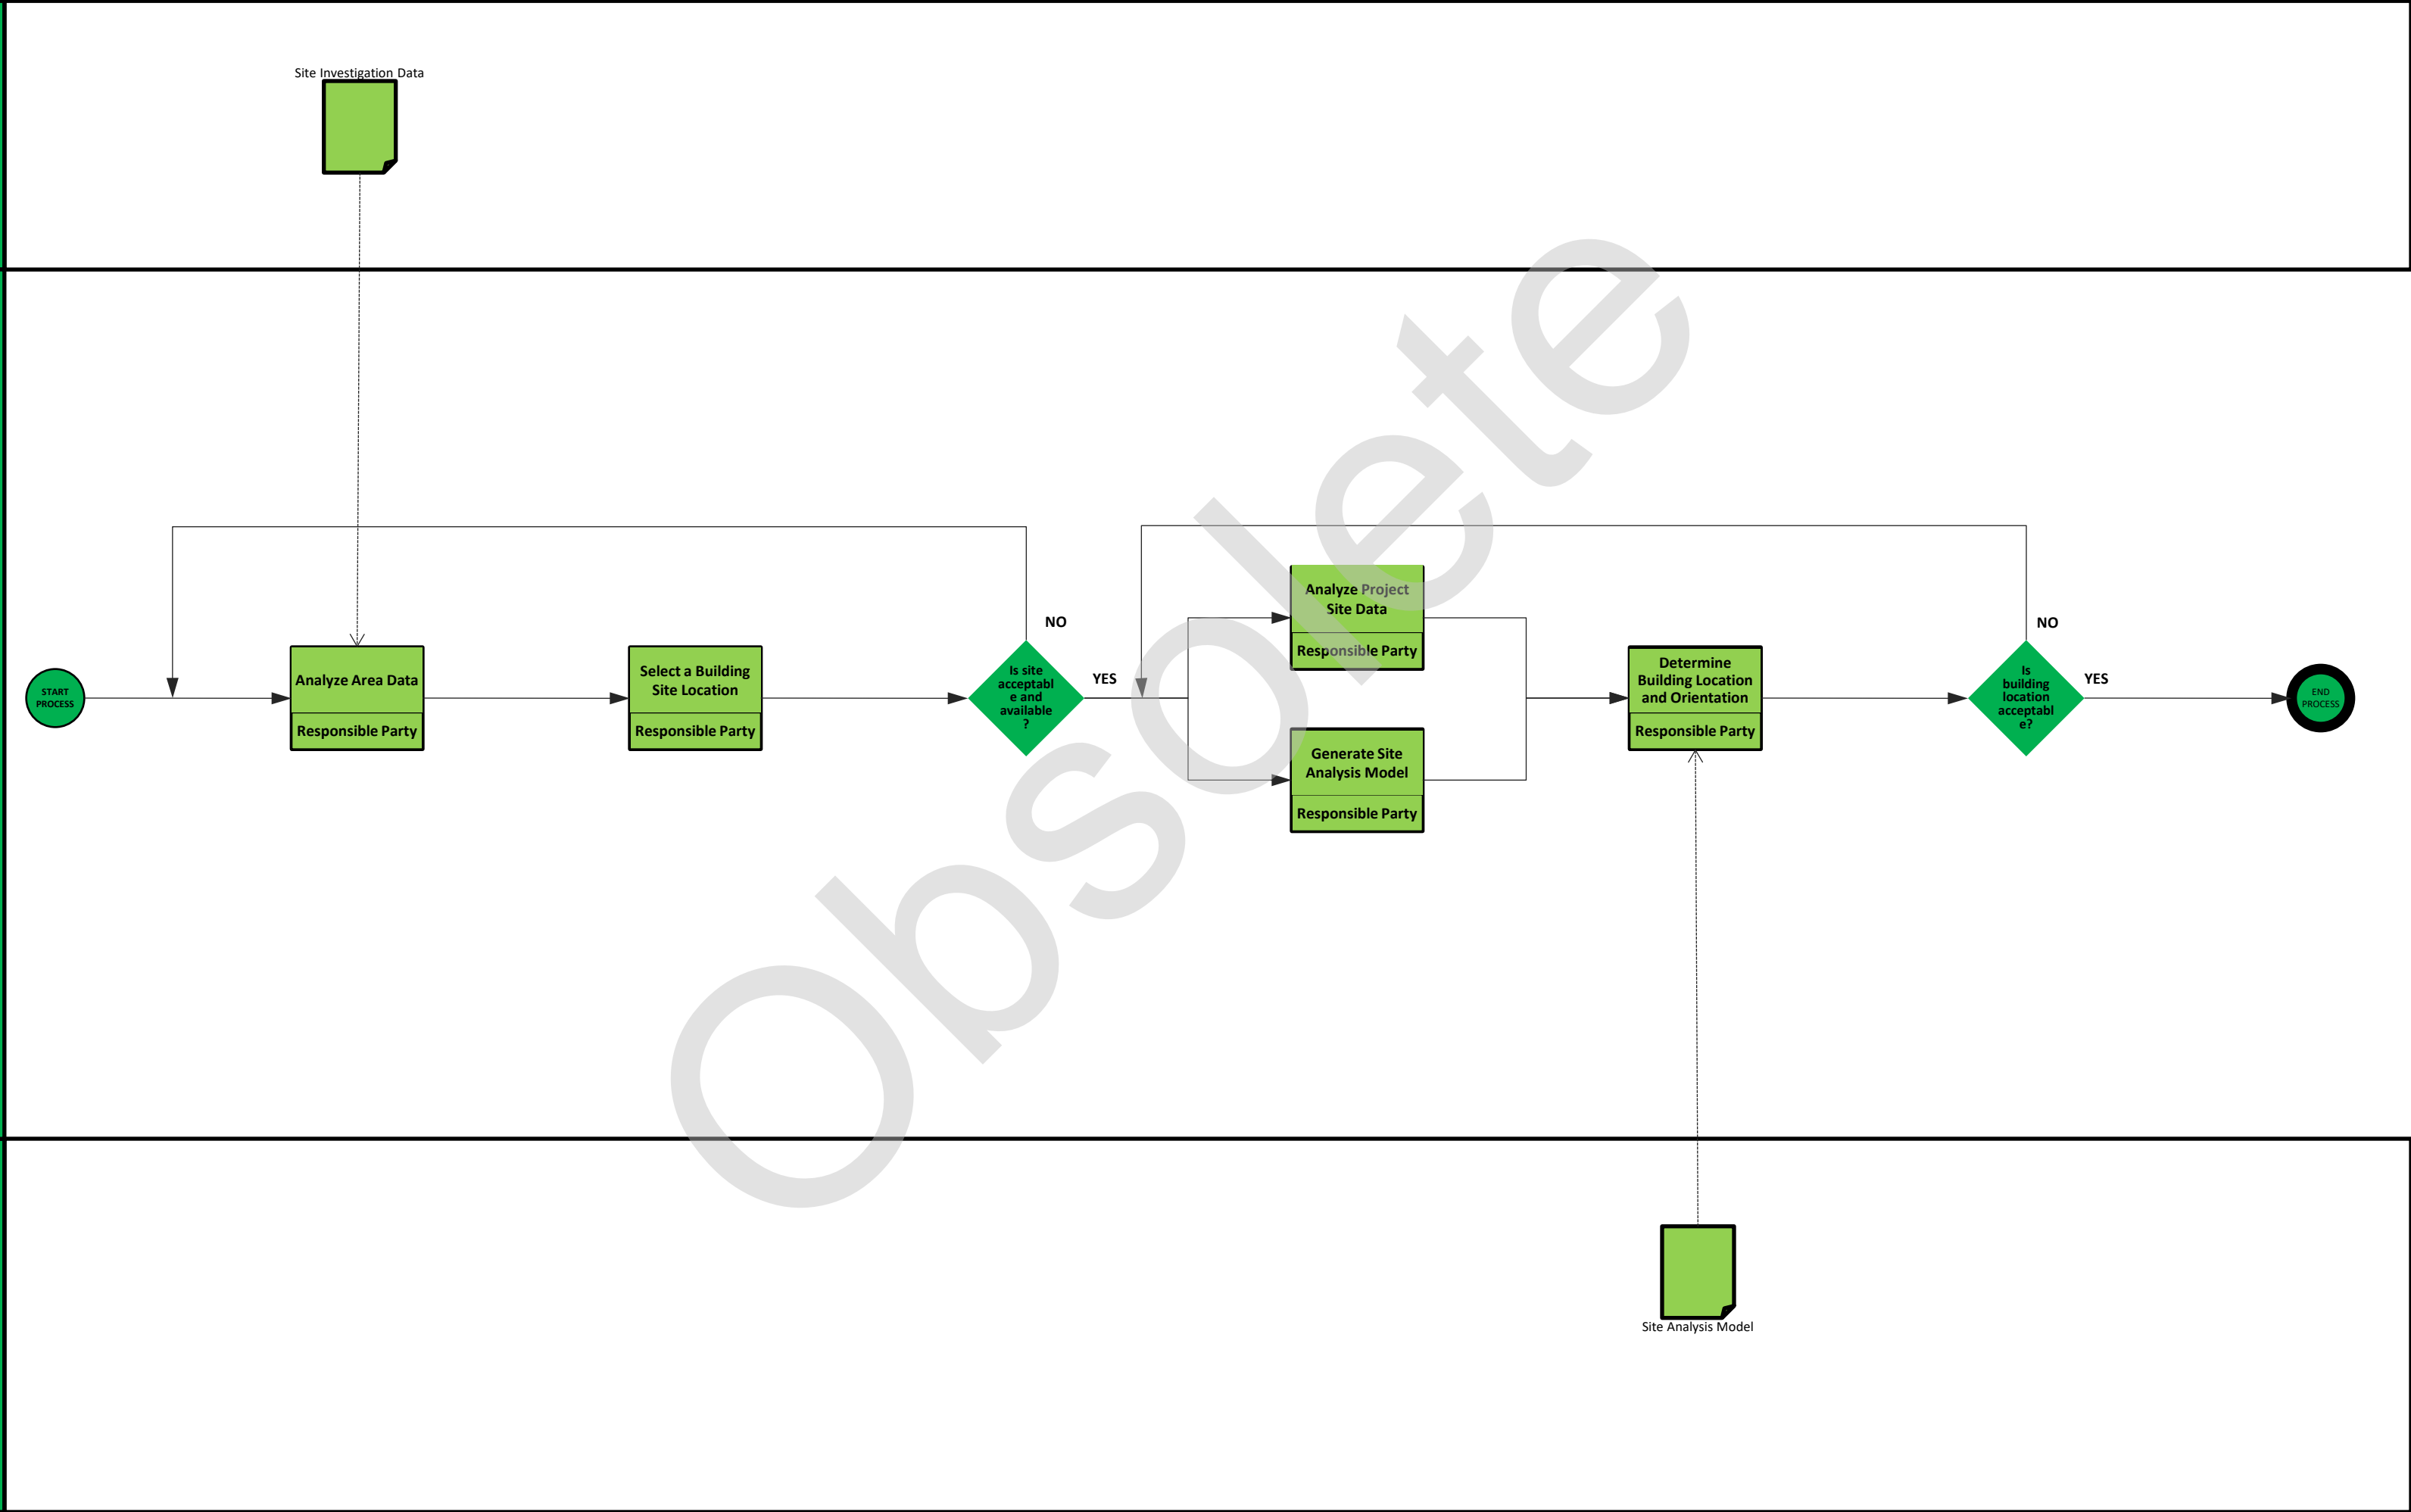 Site Investigation Data
START
PROCESS
Analyze Area Data
Responsible Party
Select a Building
Site Location
Responsible Party
Is site
acceptabl
e and
available
?
NO
YES
Analyze Project
Site Data
Responsible Party
Generate Site
Analysis Model
Responsible Party
Determine
Building Location
and Orientation
Responsible Party
Is
building
location
acceptabl
e?
NO
YES
END
PROCESS
Site Analysis Model
Obsolete